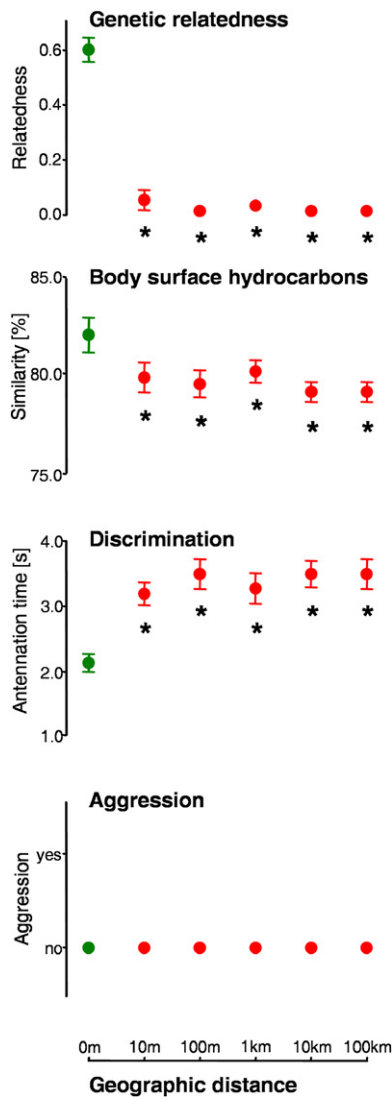 Genetic relatedness
Relatedness
0.6
0.4
0.2
0.0
* * * * *
Body surface hydrocarbons
Similarity [%]
85.0
80.0
75.0
* * * * *
Discrimination
Antennation time [s]
4.0
3.0
2.0
1.0
* * * * *
Aggression
Aggression
yes
no
0m 10m 100m 1km 10km 100km
Geographic distance